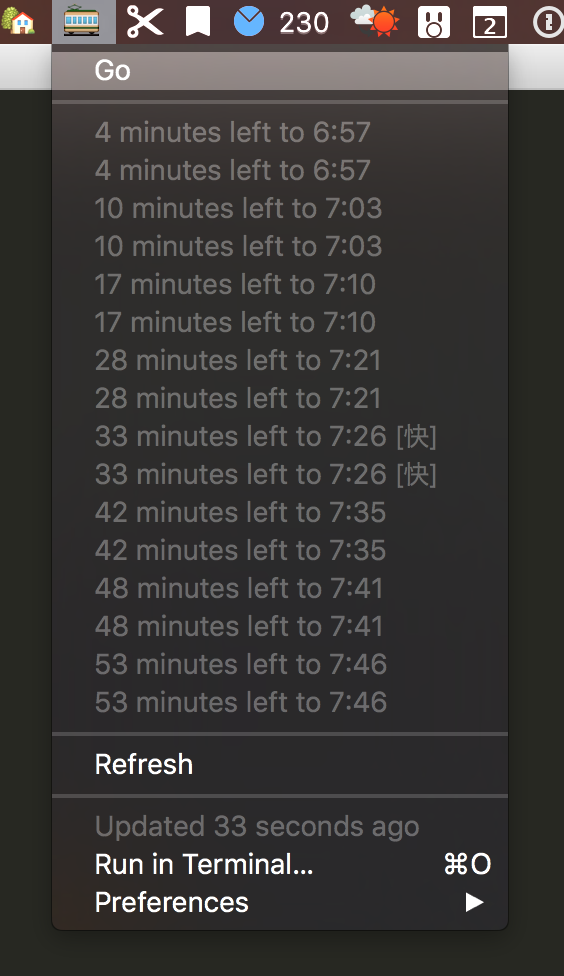 230
2
Go
4 minutes left to 6:57
4 minutes left to 6:57
10 minutes left to 7:03
10 minutes left to 7:03
17 minutes left to 7:10
17 minutes left to 7:10
28 minutes left to 7:21
28 minutes left to 7:21
33 minutes left to 7:26 [快]
33 minutes left to 7:26 [快]
42 minutes left to 7:35
42 minutes left to 7:35
48 minutes left to 7:41
48 minutes left to 7:41
53 minutes left to 7:46
53 minutes left to 7:46
Refresh
Updated 33 seconds ago
Run in Terminal... ⌘O
Preferences